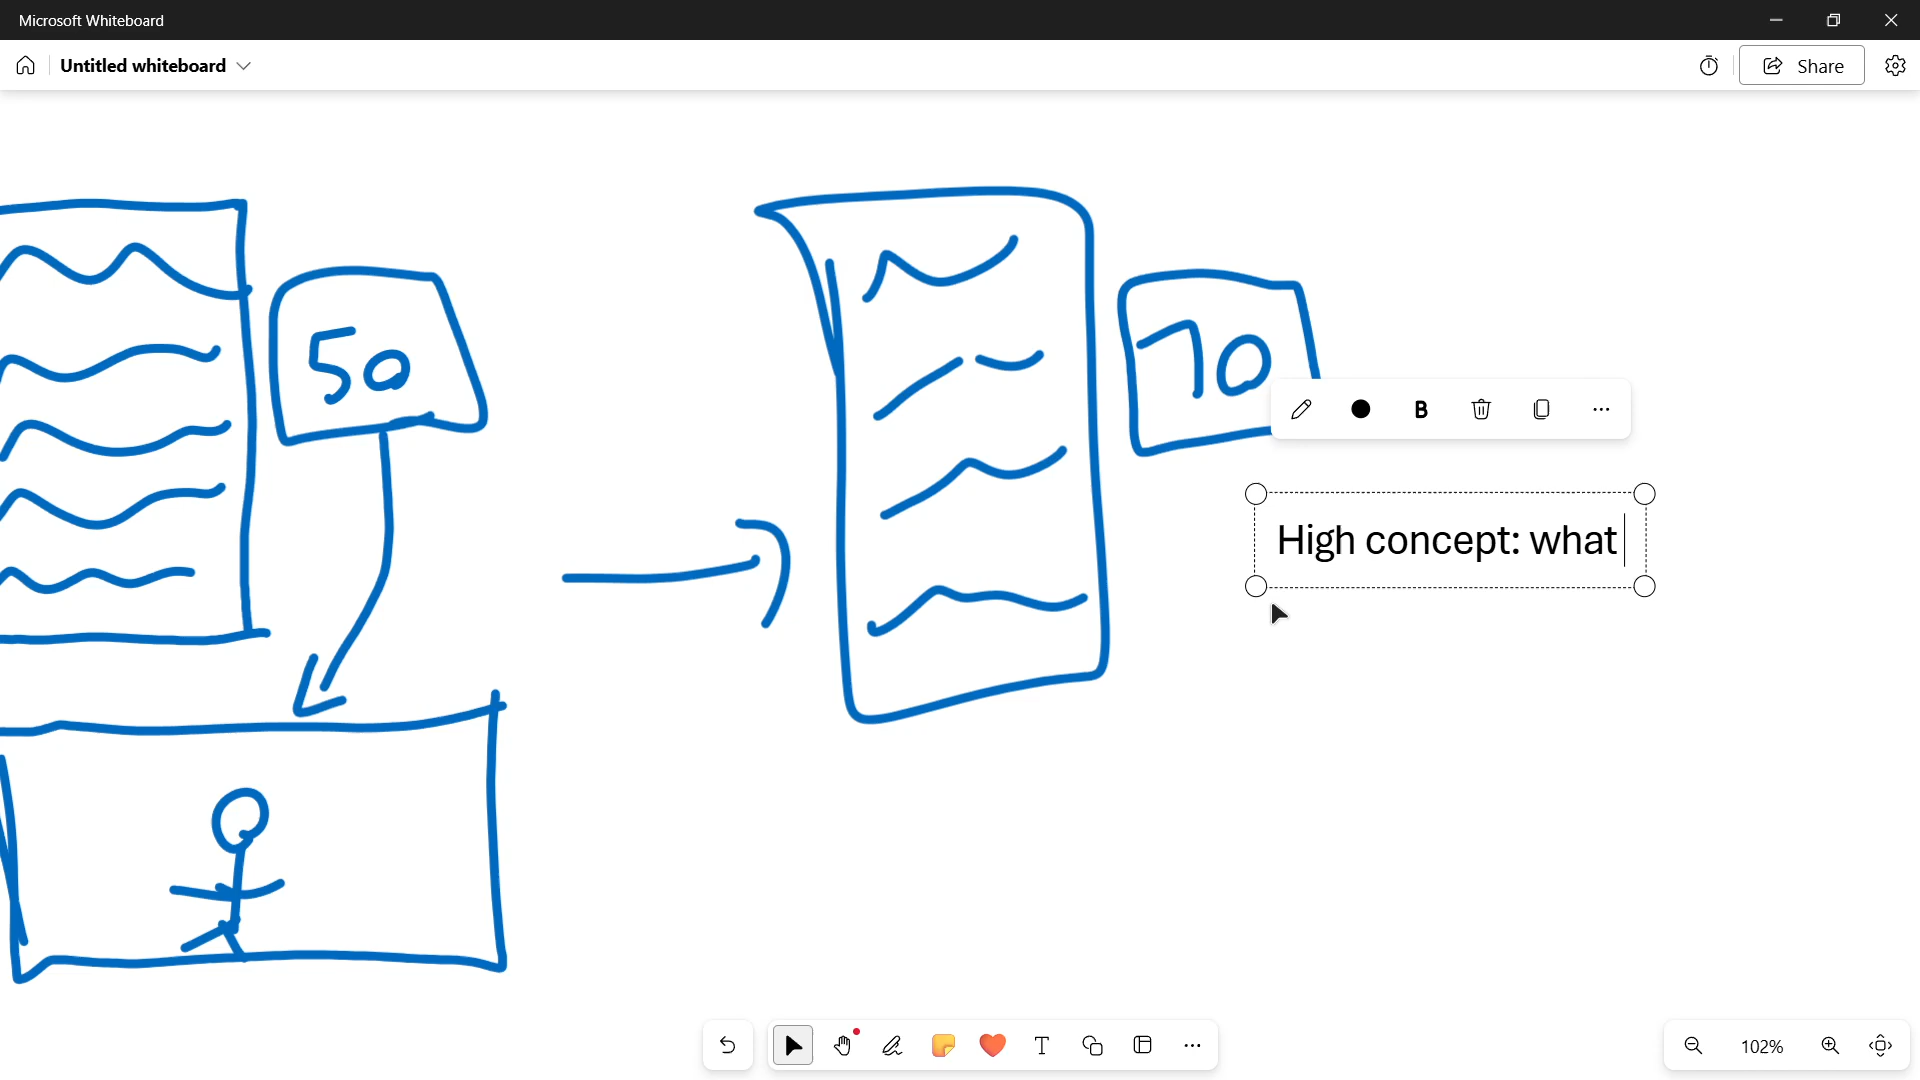 Microsoft Whiteboard
Untitled whiteboard
Share
50
70
B
High concept: what
T
102%